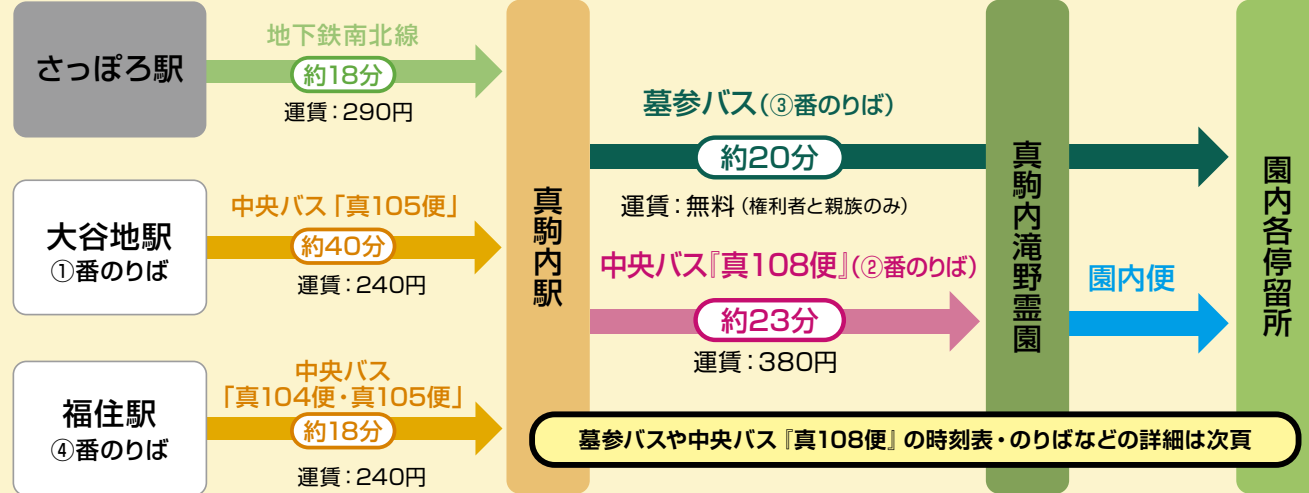 さっぽろ駅
地下鉄南北線
約18分
運賃：290円
大谷地駅
①番のりば
中央バス「真105便」
約40分
運賃：240円
福住駅
④番のりば
中央バス
「真104便・真105便」
約18分
運賃：240円
真駒内駅
墓参バス（③番のりば）
約20分
運賃：無料（権利者と親族のみ）
中央バス『真108便』（②番のりば）
約23分
運賃：380円
真駒内滝野霊園
園内便
園内各停留所
墓参バスや中央バス『真108便』の時刻表・のりばなどの詳細は次頁